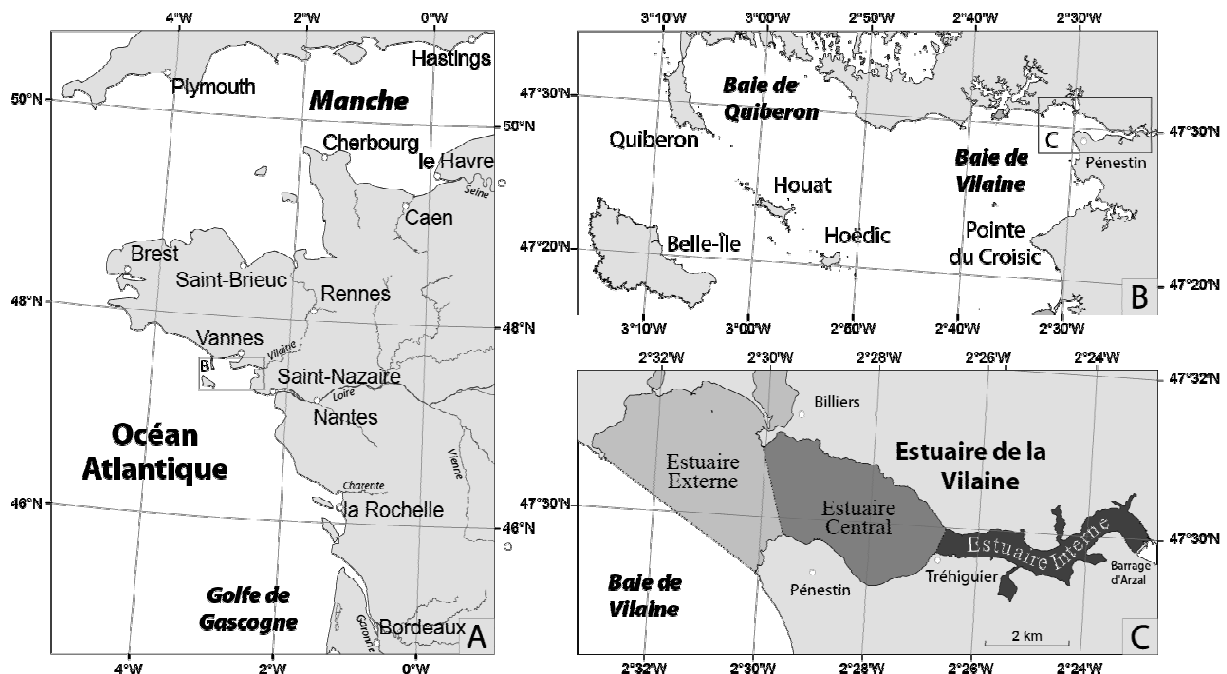 4°W 2°W 0°W
Hastings
Plymouth
50°N
Manche
50°N
Cherbourg
le Havre
Seine
Caen
Brest
Saint-Brieuc
Rennes
48°N
48°N
Vannes
Vilaine
B
Saint-Nazaire
Loire
Nantes
Océan
Atlantique
Vienne
Charente
46°N
la Rochelle
46°N
Golfe de
Gascogne
Garonne
Bordeaux
A
4°W 2°W 0°W
3°10'W 3°00'W 2°50'W 2°40'W 2°30'W
47°30'N
Baie de
Quiberon
47°30'N
Quiberon
C
Baie de
Vilaine
Pénestin
Houat
47°20'N
Belle-Île
Hoëdic
Pointe
du Croisic
B
47°20'N
3°10'W 3°00'W 2°60'W 2°40'W 2°30'W
2°32'W 2°30'W 2°28'W 2°26'W 2°24'W
47°32'N
Billiers
Estuaire de la
Vilaine
Estuaire
Externe
47°30'N
Estuaire
Central
Estuaire Interne
47°30'N
Barrage
d'Arzal
Tréhiguier
Pénestin
Baie de
Vilaine
2 km
C
2°32'W 2°30'W 2°28'W 2°26'W 2°24'W